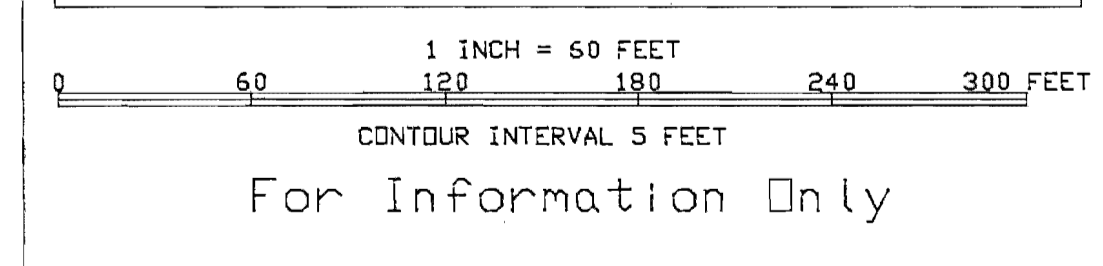 1 INCH = 60 FEET
0 60 120 180 240 300 FEET
CONTOUR INTERVAL 5 FEET
For Information Only